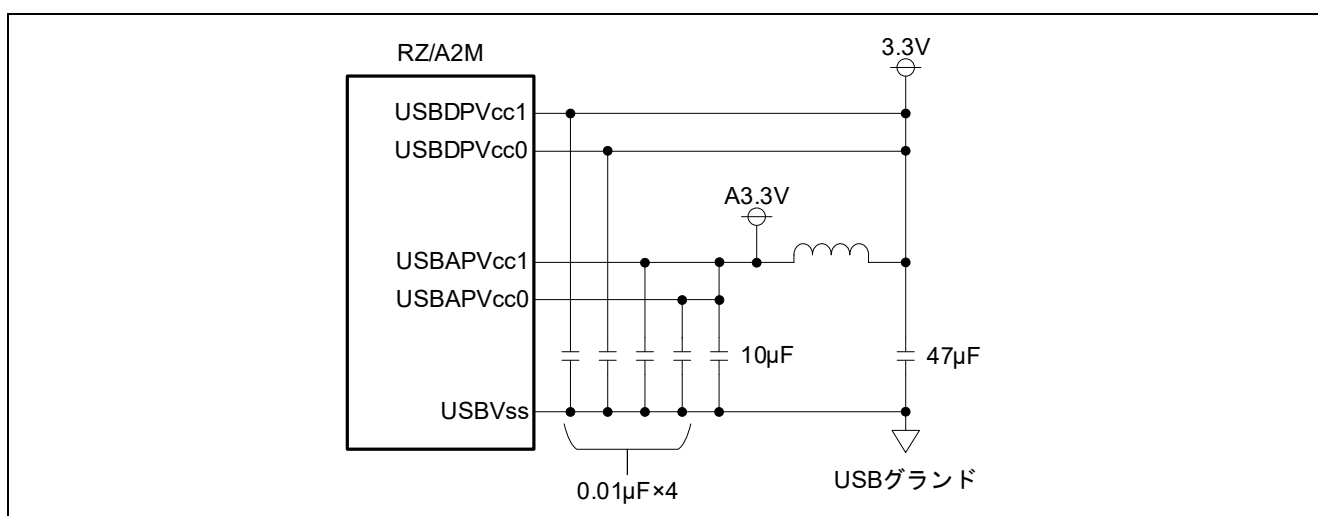 RZ/A2M
3.3V
USBDPVcc1
USBDPVcc0
A3.3V
USBAPVcc1
USBAPVcc0
10µF
47µF
USBVss
USBグランド
0.01µF×4